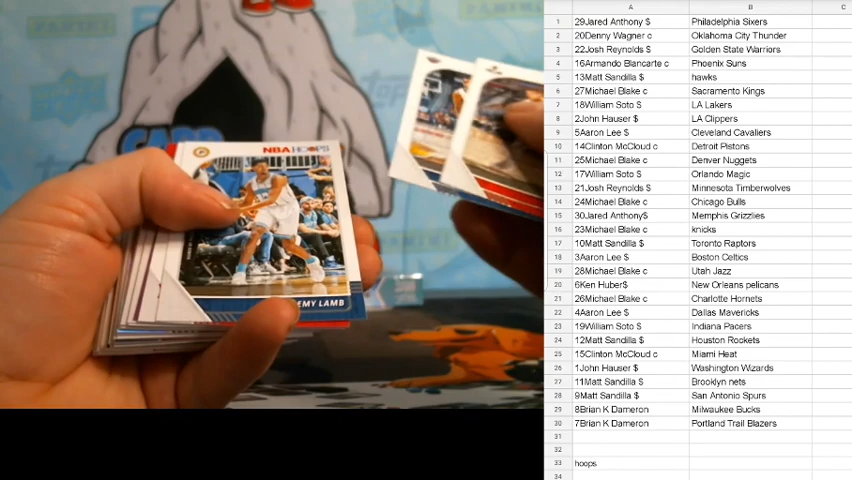 NBA HOOPS
EMY LAMB
A B C
1 29Jared Anthony $ Philadelphia Sixers
2 20Denny Wagner c Oklahoma City Thunder
3 22Josh Reynolds $ Golden State Warriors
4 16Armando Blancarte c Phoenix Suns
5 13Matt Sandilla $ hawks
6 27Michael Blake c Sacramento Kings
7 18William Soto $ LA Lakers
8 2John Hauser $ LA Clippers
9 5Aaron Lee $ Cleveland Cavaliers
10 14Clinton McCloud c Detroit Pistons
11 25Michael Blake c Denver Nuggets
12 17William Soto $ Orlando Magic
13 21Josh Reynolds $ Minnesota Timberwolves
14 24Michael Blake c Chicago Bulls
15 30Jared Anthony$ Memphis Grizzlies
16 23Michael Blake c knicks
17 10Matt Sandilla $ Toronto Raptors
18 3Aaron Lee $ Boston Celtics
19 28Michael Blake c Utah Jazz
20 6Ken Huber$ New Orleans pelicans
21 26Michael Blake c Charlotte Hornets
22 4Aaron Lee $ Dallas Mavericks
23 19William Soto $ Indiana Pacers
24 12Matt Sandilla $ Houston Rockets
25 15Clinton McCloud c Miami Heat
26 1John Hauser $ Washington Wizards
27 11Matt Sandilla $ Brooklyn nets
28 9Matt Sandilla $ San Antonio Spurs
29 8Brian K Dameron Milwaukee Bucks
30 7Brian K Dameron Portland Trail Blazers
31
32
33 hoops
34